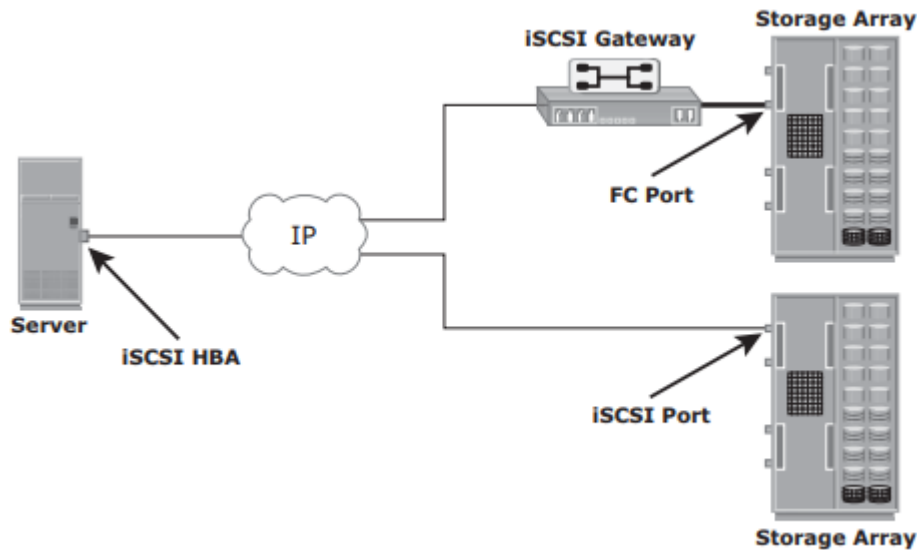 Storage Array
iSCSI Gateway
FC Port
IP
Server
iSCSI HBA
iSCSI Port
Storage Array